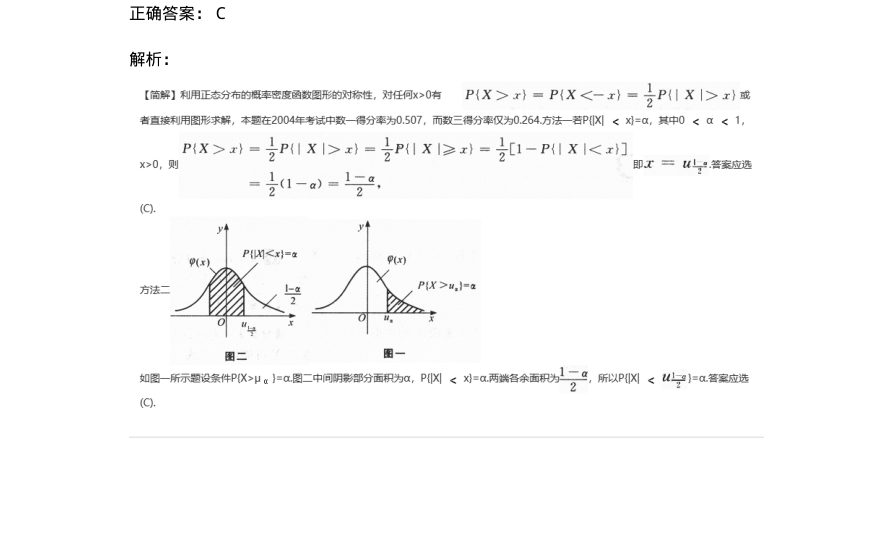 正确答案： C
解析：
【简解】利用正态分布的概率密度函数图形的对称性，对任何x>0有 P{X > x} = P{X <− x} = 1/2 P{| X |> x} 或
者直接利用图形求解，本题在2004年考试中数一得分率为0.507，而数三得分率仅为0.264.方法一若P{|X| < x}=α，其中0 < α < 1，
x>0，则 P{X > x} = 1/2 P{| X |> x} = 1/2 P{| X |⩾ x} = 1/2 [1 − P{| X |< x}]
= 1/2 (1 − α) = (1 − α)/2， 即x = u_{(1−α)/2}.答案应选
(C).
方法二
y φ(x) P{|X|<x}=α (1−α)/2 O u_{(1−α)/2} x
图二
y φ(x) P{X>u_α}=α O u_α x
图一
如图一所示题设条件P{X>μ α }=α.图二中间阴影部分面积为α，P{|X| < x}=α.两端各余面积为(1 − α)/2，所以P{|X| < u_{(1−α)/2}}=α.答案应选
(C).